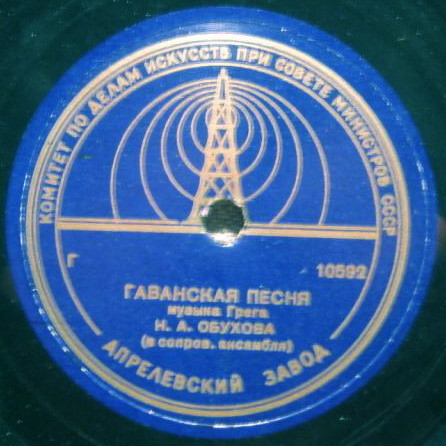 КОМИТЕТ ПО ДЕЛАМ ИСКУССТВ ПРИ СОВЕТЕ МИНИСТРОВ СССР
Г 10592
ГАВАНСКАЯ ПЕСНЯ
музыка Грега
Н. А. ОБУХОВА
(в сопров. ансамбля)
АПРЕЛЕВСКИЙ ЗАВОД